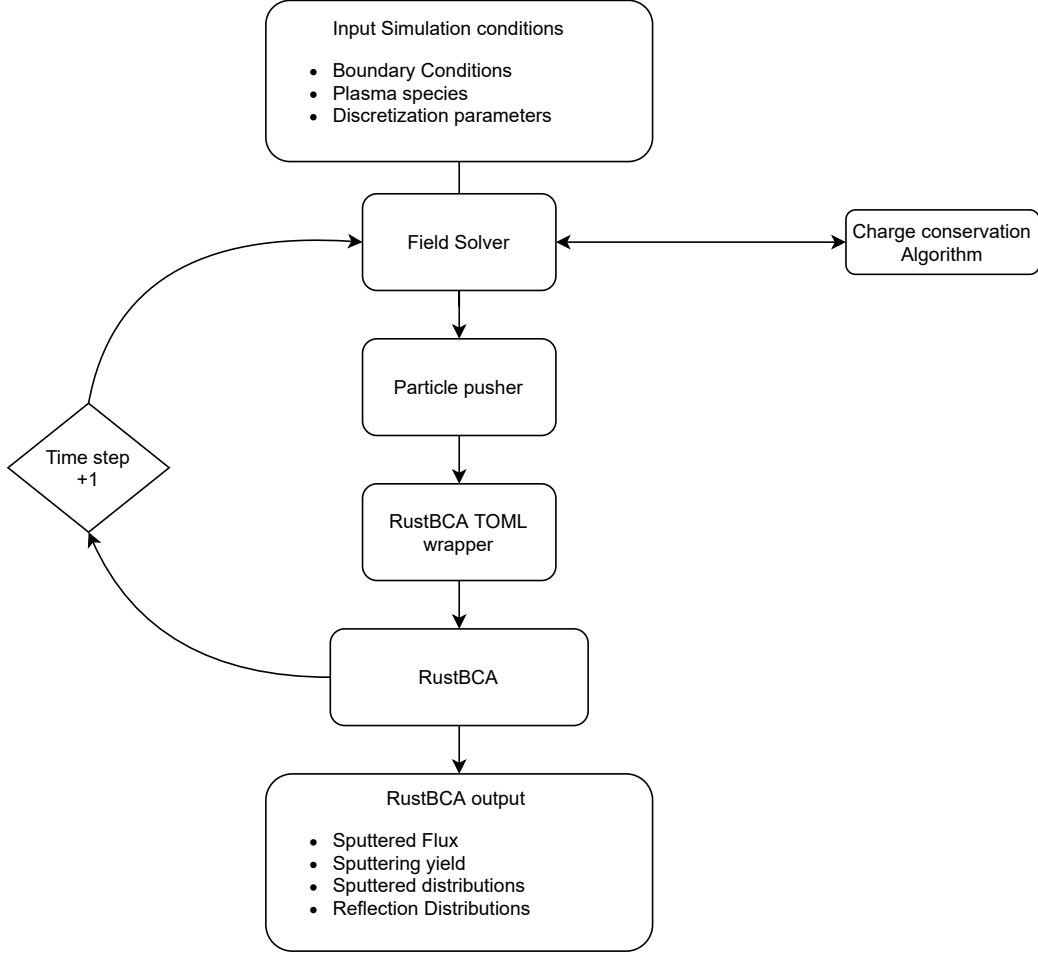 Input Simulation conditions
• Boundary Conditions
• Plasma species
• Discretization parameters
Field Solver
Charge conservation
Algorithm
Particle pusher
Time step
+1
RustBCA TOML
wrapper
RustBCA
RustBCA output
• Sputtered Flux
• Sputtering yield
• Sputtered distributions
• Reflection Distributions